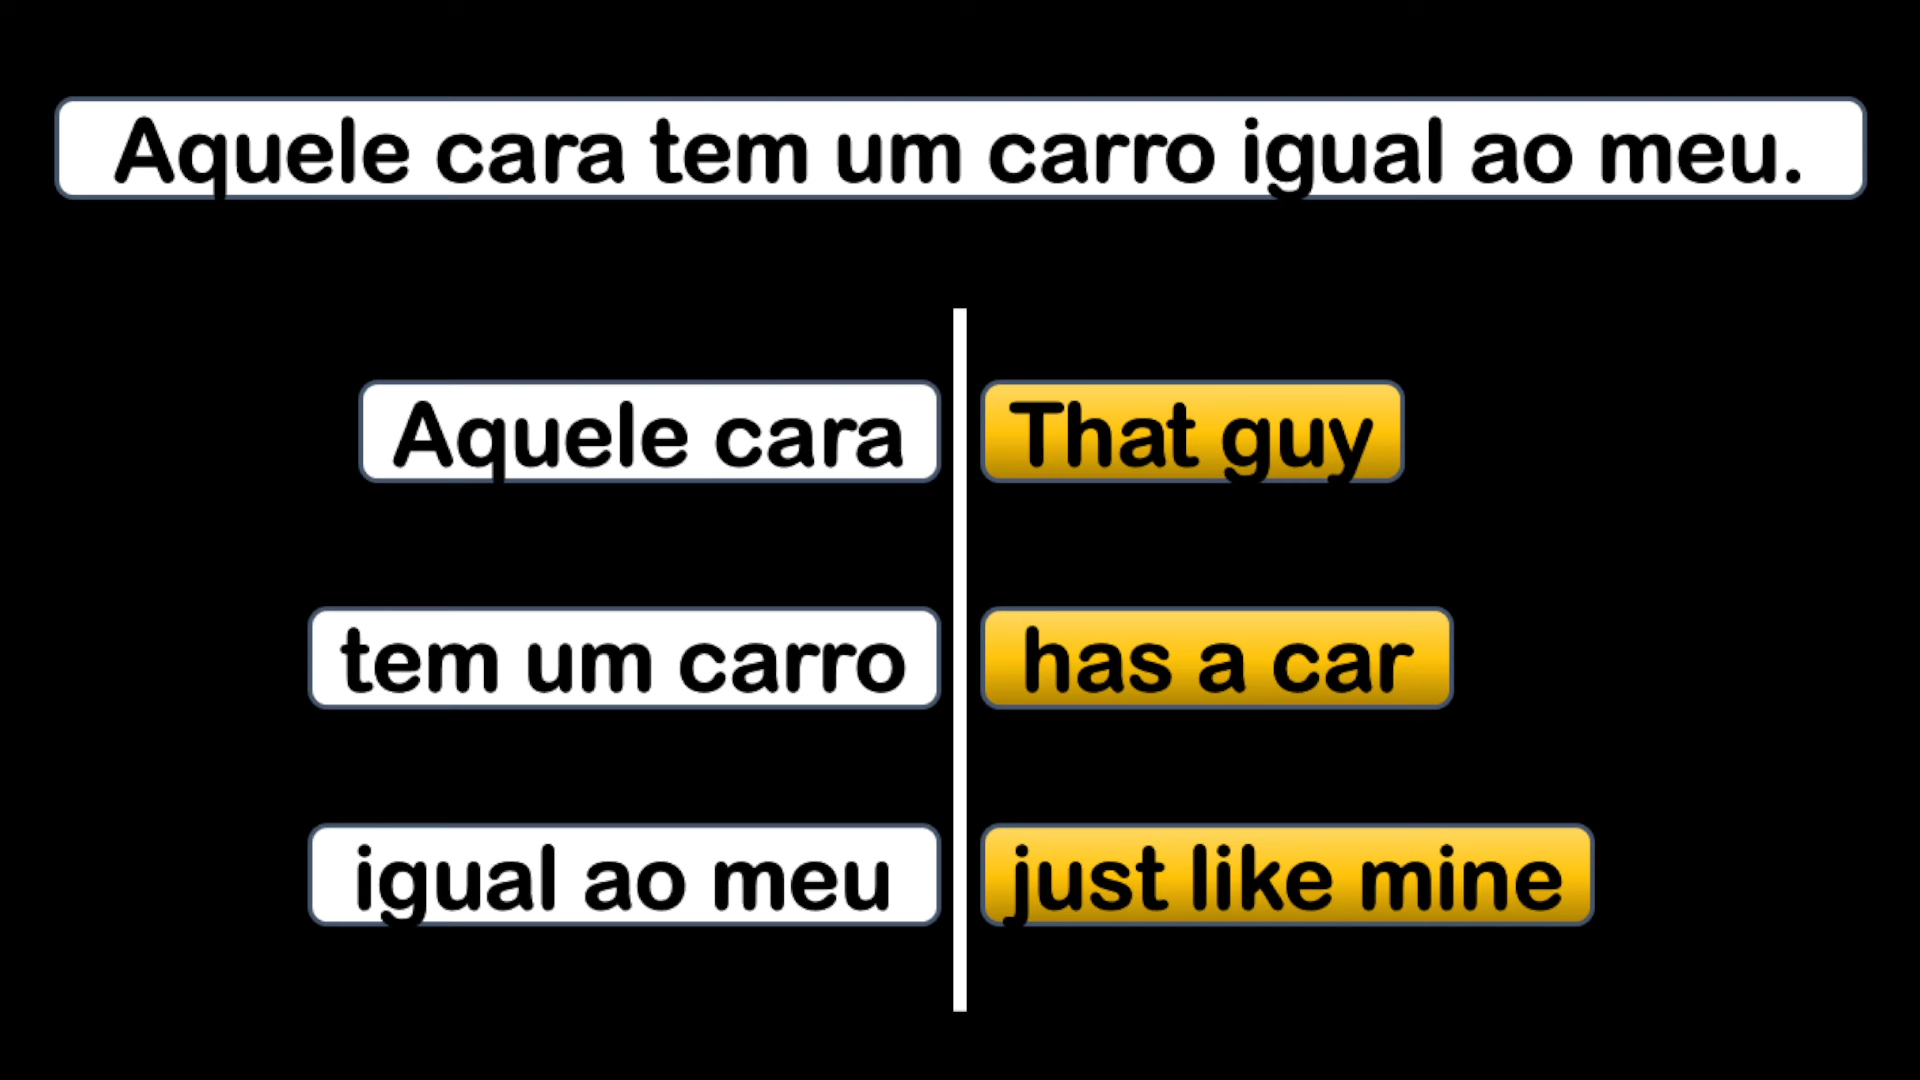 Aquele cara tem um carro igual ao meu.
Aquele cara
That guy
tem um carro
has a car
igual ao meu
just like mine